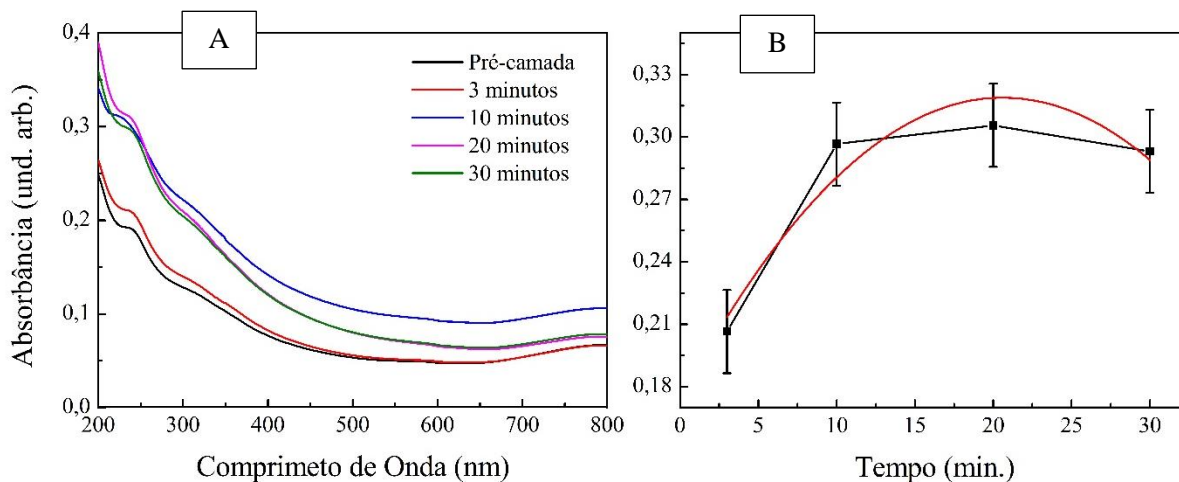 A
Absorbância (und. arb.)
0,4
0,3
0,2
0,1
0,0
Pré-camada
3 minutos
10 minutos
20 minutos
30 minutos
200 300 400 500 600 700 800
Comprimeto de Onda (nm)
B
0,33
0,30
0,27
0,24
0,21
0,18
0 5 10 15 20 25 30
Tempo (min.)